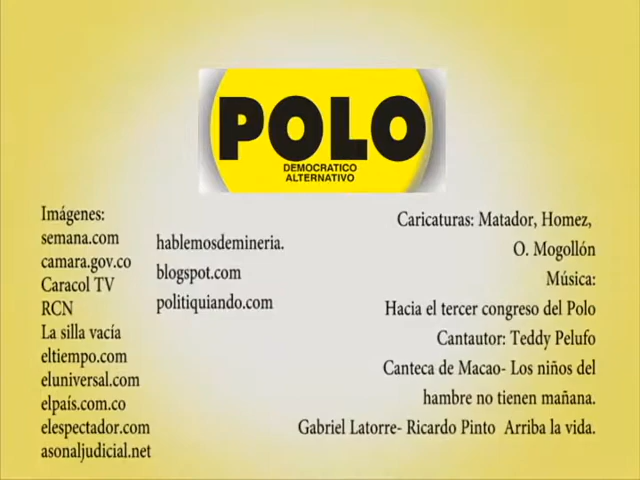 POLO
DEMOCRATICO
ALTERNATIVO
Imágenes:
semana.com
camara.gov.co
Caracol TV
RCN
La silla vacía
eltiempo.com
eluniversal.com
elpaís.com.co
elespectador.com
asonaljudicial.net
hablemosdemineria.
blogspot.com
politiquiando.com
Caricaturas: Matador, Homez,
O. Mogollón
Música:
Hacia el tercer congreso del Polo
Cantautor: Teddy Pelufo
Canteca de Macao- Los niños del
hambre no tienen mañana.
Gabriel Latorre- Ricardo Pinto Arriba la vida.